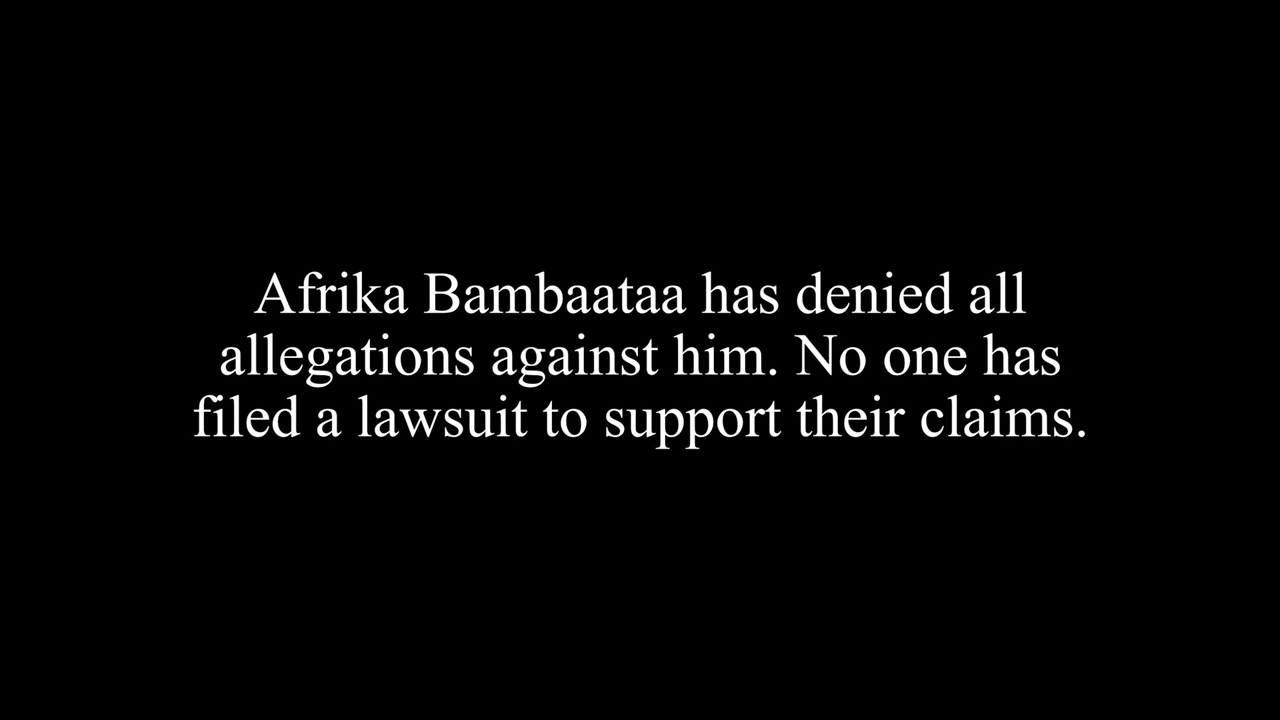 Afrika Bambaataa has denied all
allegations against him. No one has
filed a lawsuit to support their claims.